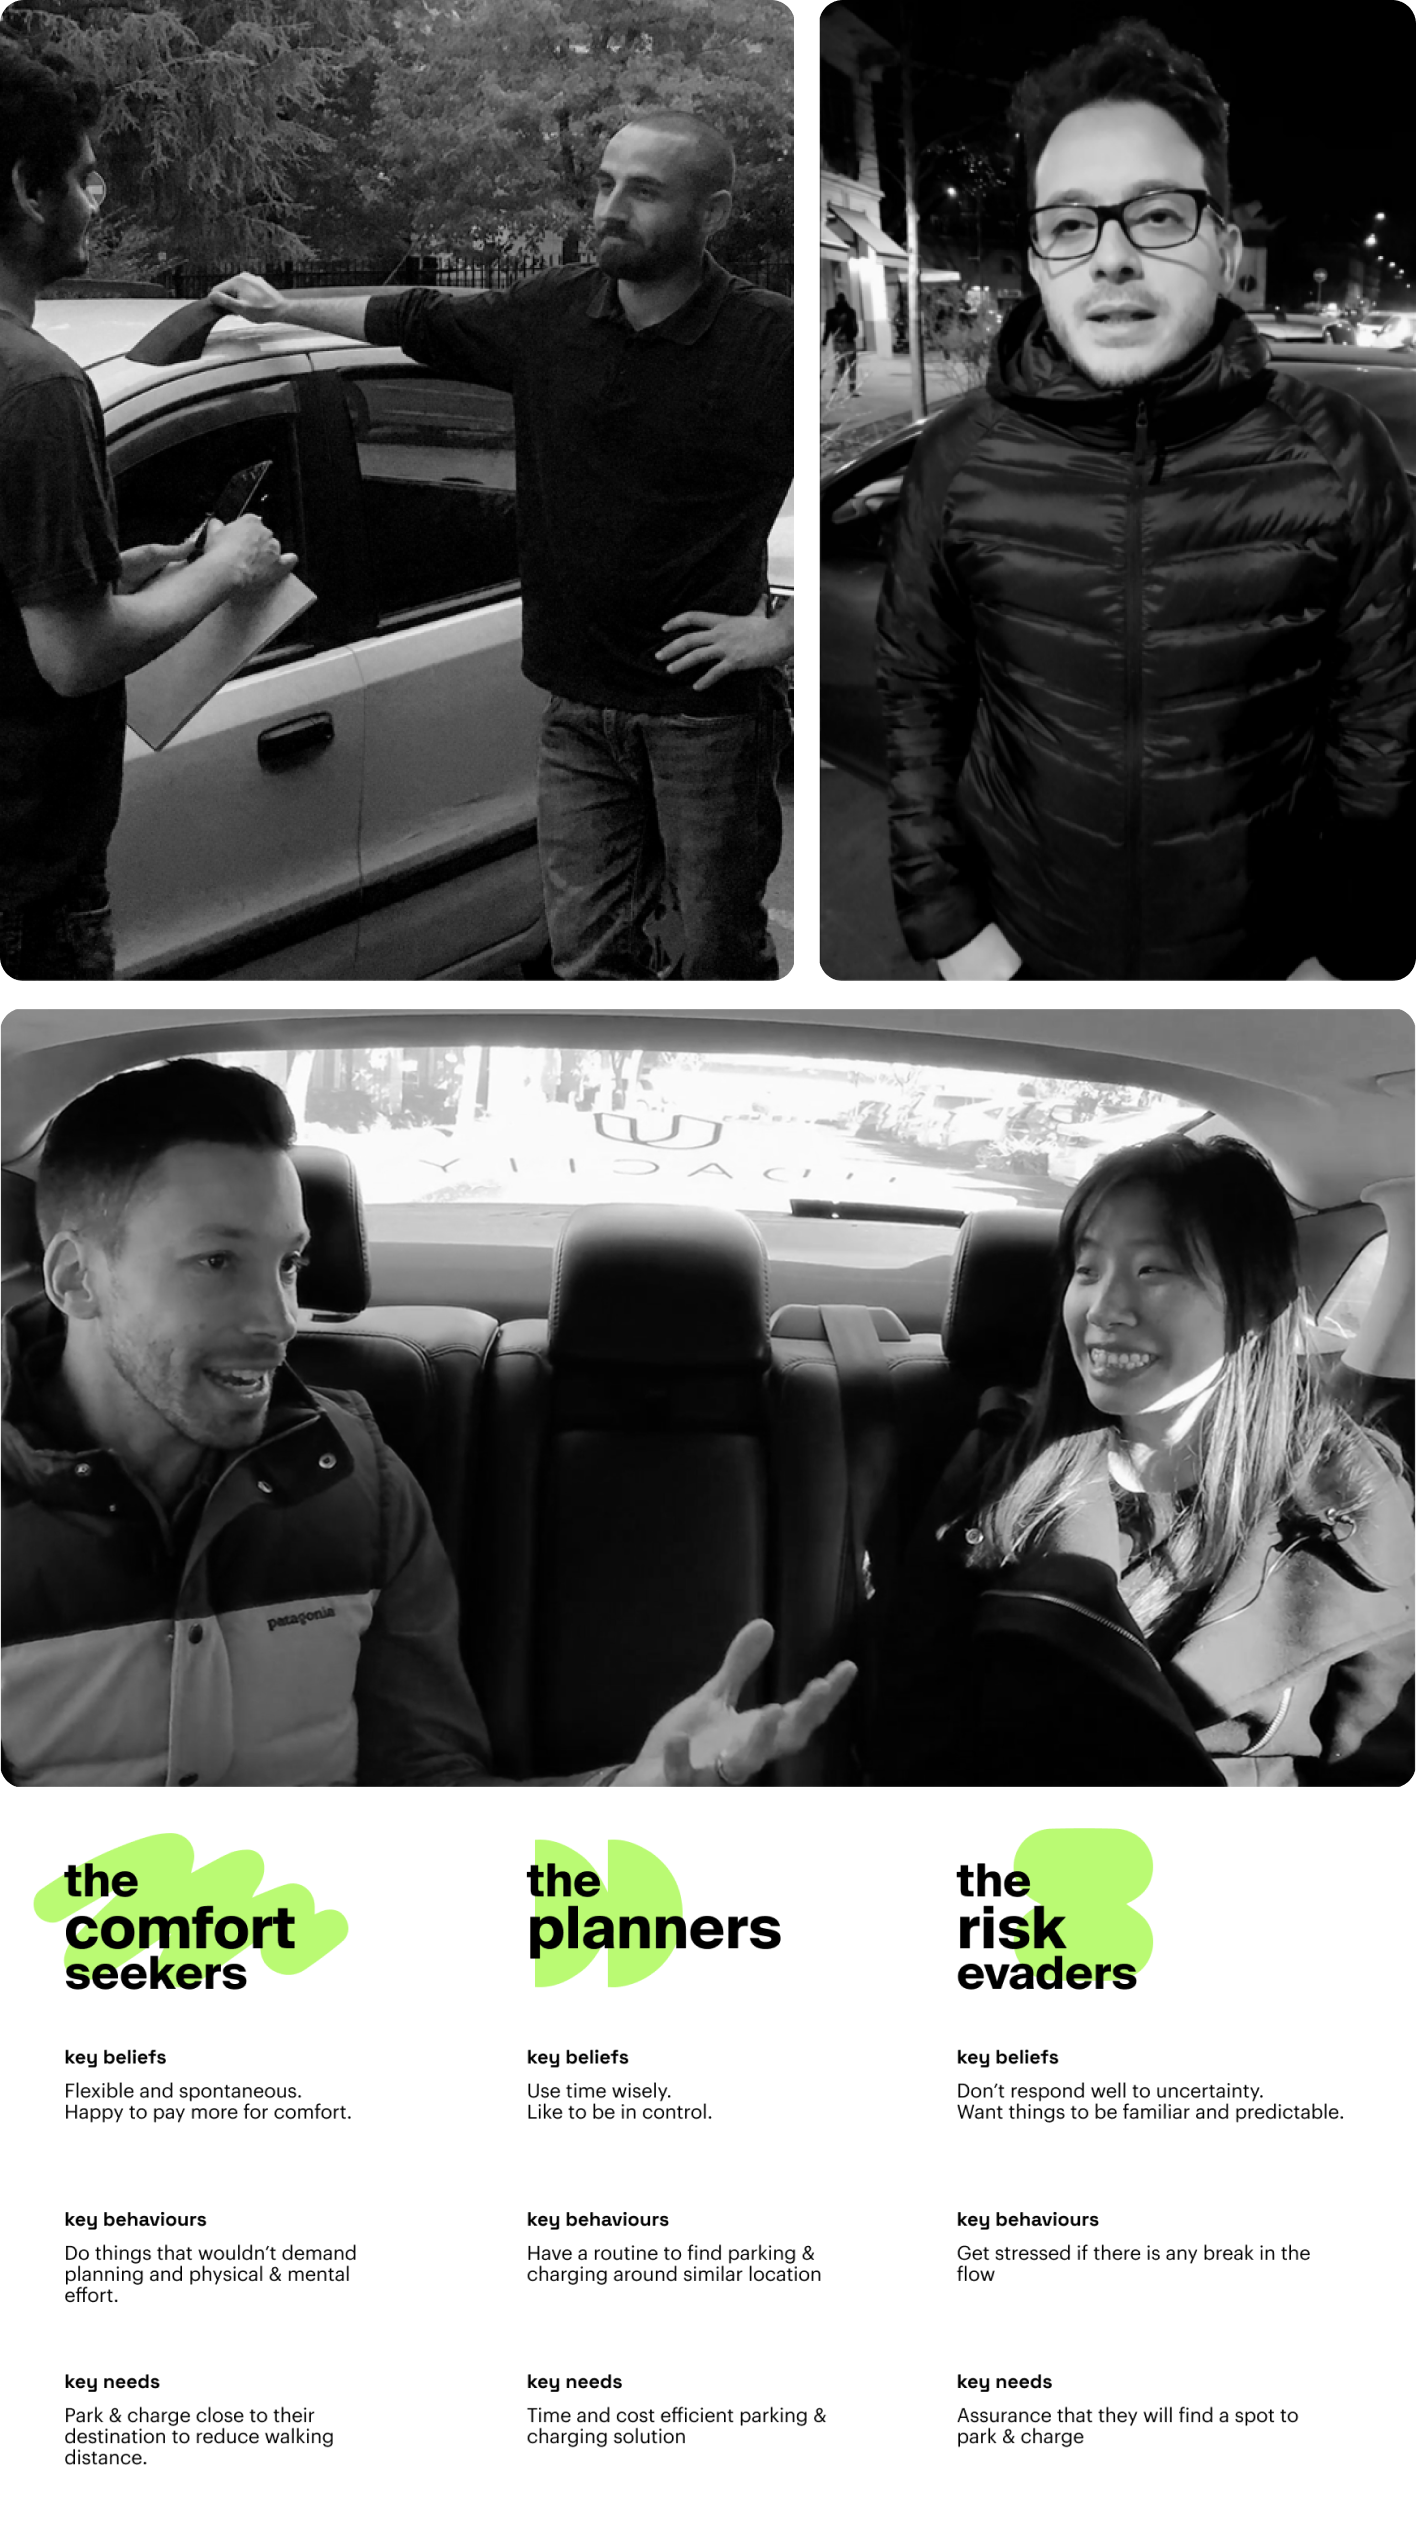 patagonia
the
comfort
seekers
key beliefs
Flexible and spontaneous.
Happy to pay more for comfort.
key behaviours
Do things that wouldn’t demand
planning and physical & mental
effort.
key needs
Park & charge close to their
destination to reduce walking
distance.
the
planners
key beliefs
Use time wisely.
Like to be in control.
key behaviours
Have a routine to find parking &
charging around similar location
key needs
Time and cost efficient parking &
charging solution
the
risk
evaders
key beliefs
Don’t respond well to uncertainty.
Want things to be familiar and predictable.
key behaviours
Get stressed if there is any break in the
flow
key needs
Assurance that they will find a spot to
park & charge